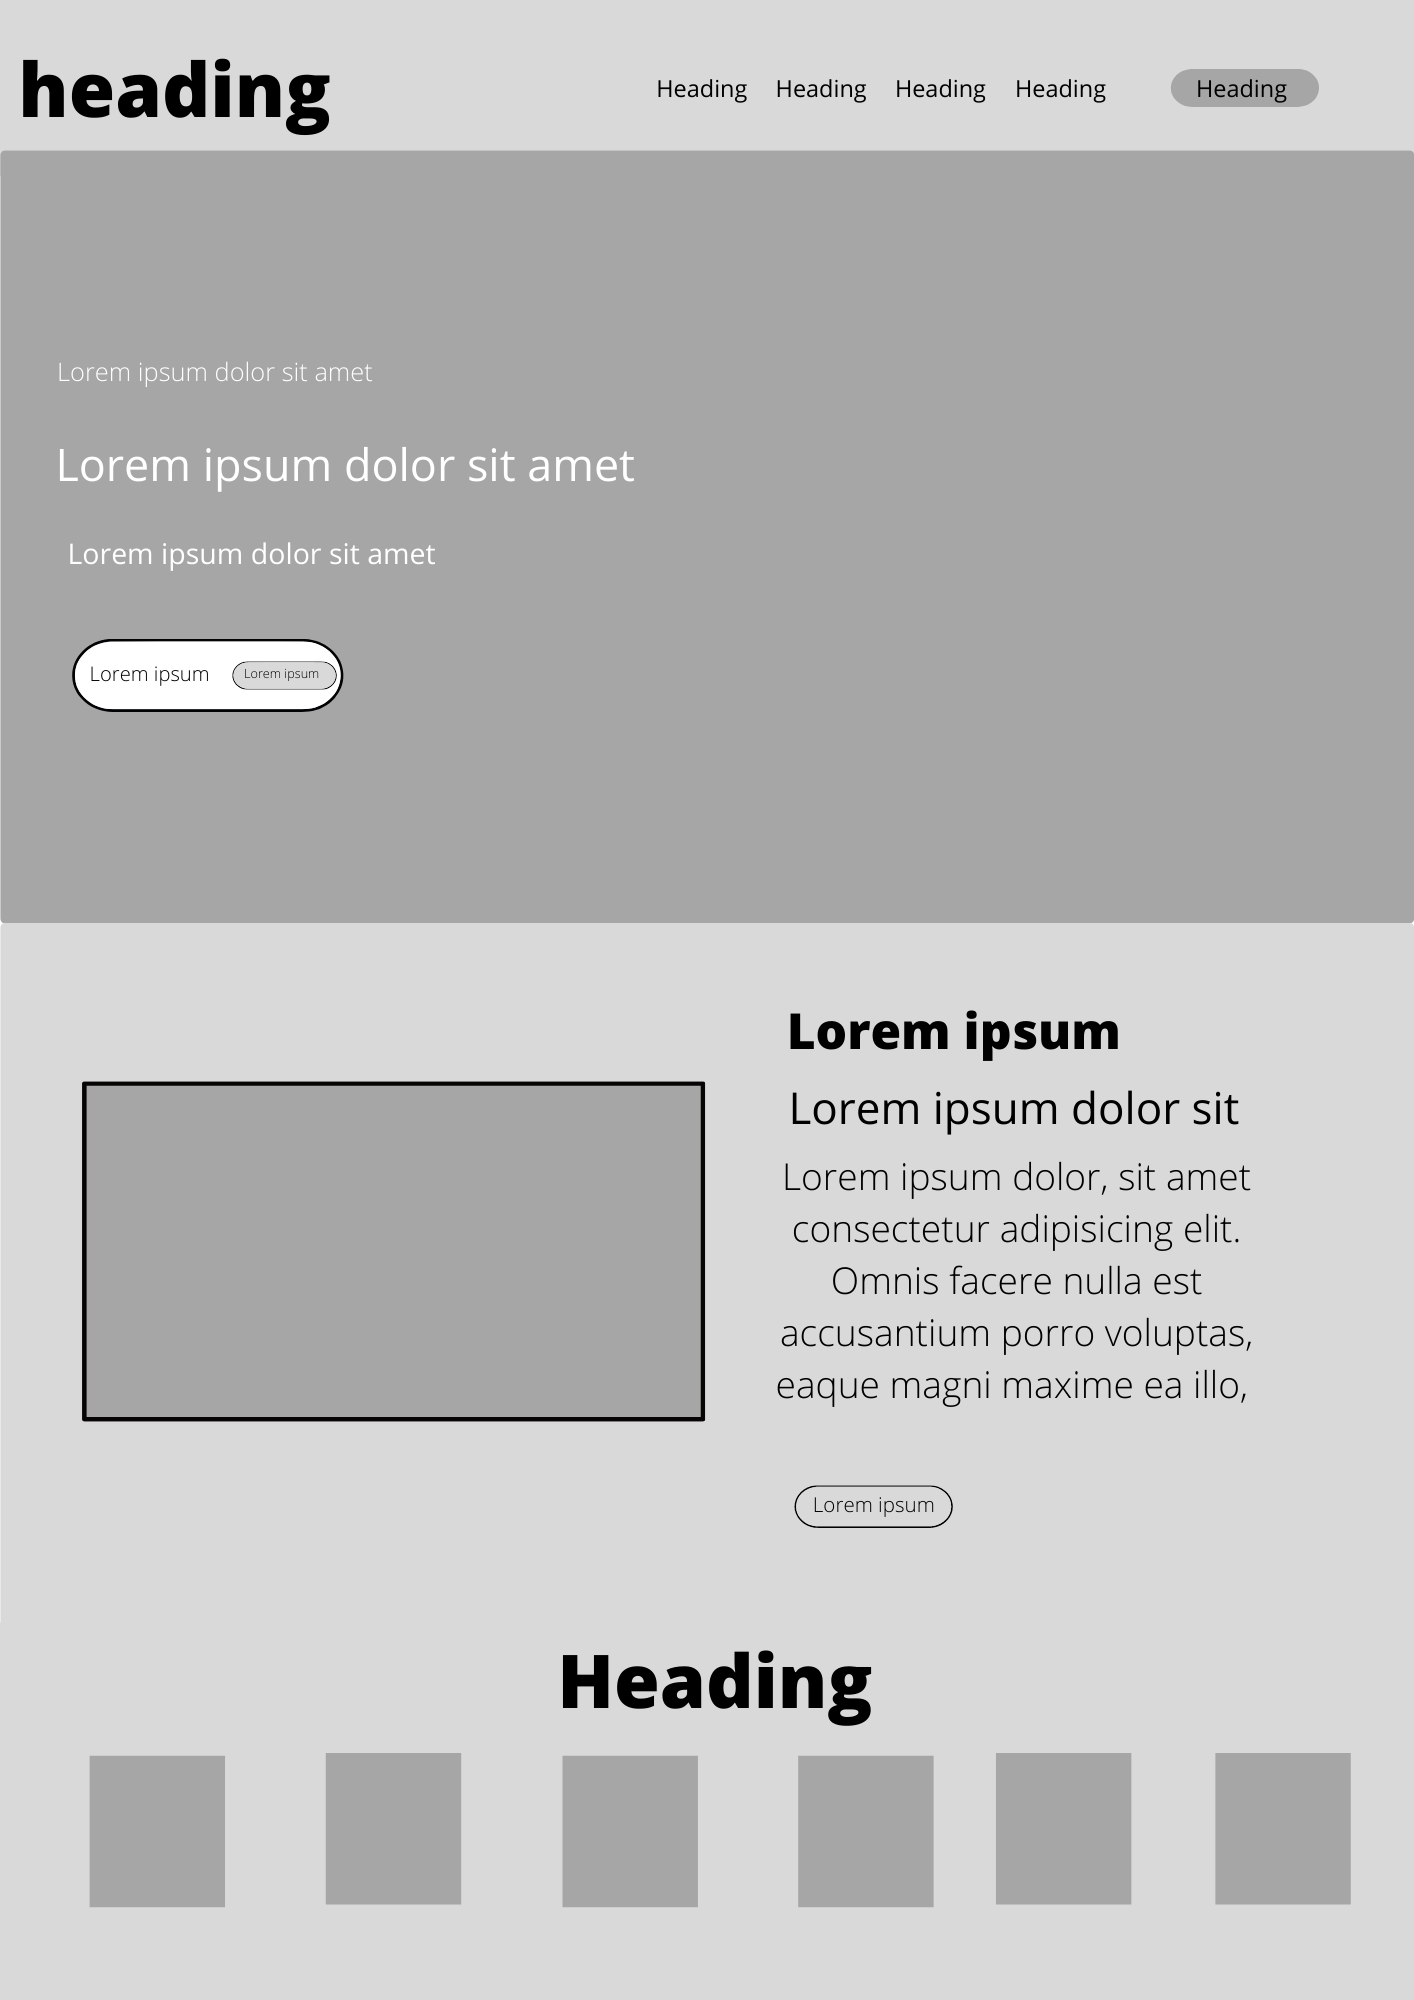 heading
Heading Heading Heading Heading Heading
Lorem ipsum dolor sit amet
Lorem ipsum dolor sit amet
Lorem ipsum dolor sit amet
Lorem ipsum Lorem ipsum
Lorem ipsum
Lorem ipsum dolor sit
Lorem ipsum dolor, sit amet
consectetur adipisicing elit.
Omnis facere nulla est
accusantium porro voluptas,
eaque magni maxime ea illo,
Lorem ipsum
Heading